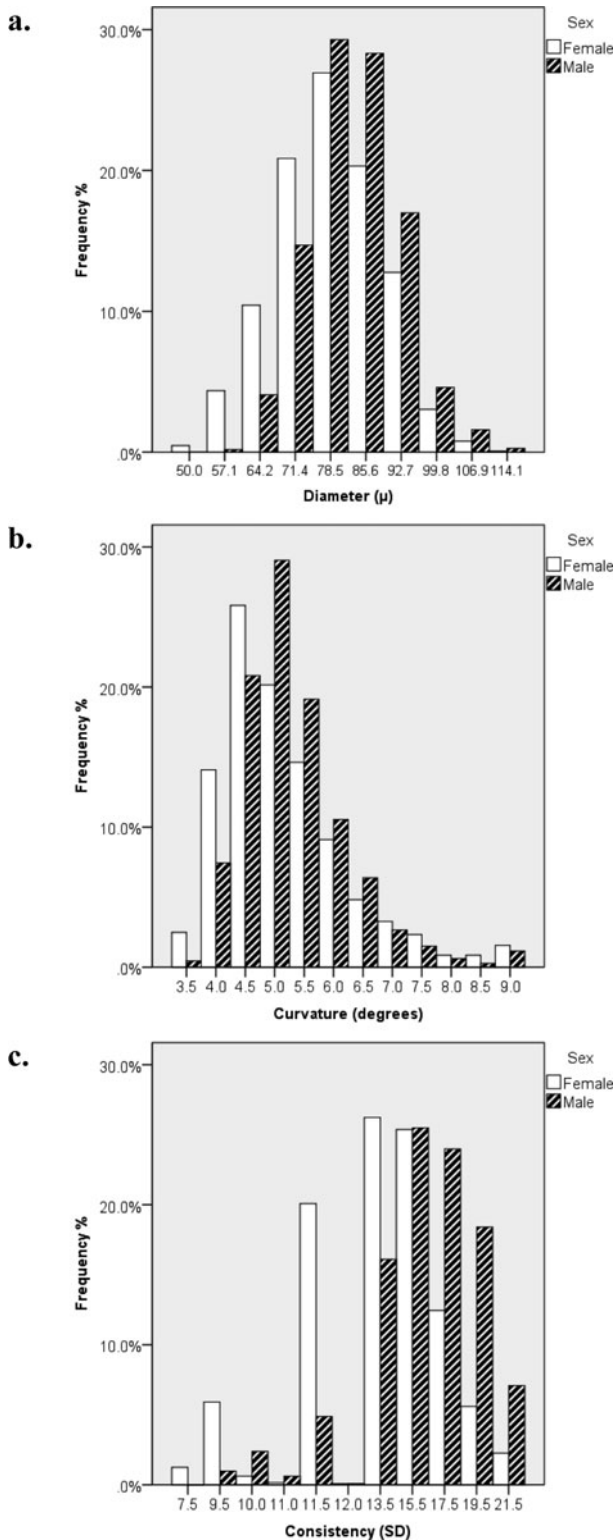 a.
Sex
Female
Male
30.0%
20.0%
10.0%
.0%
Frequency %
50.0 57.1 64.2 71.4 78.5 85.6 92.7 99.8 106.9 114.1
Diameter (µ)
b.
Sex
Female
Male
30.0%
20.0%
10.0%
.0%
Frequency %
3.5 4.0 4.5 5.0 5.5 6.0 6.5 7.0 7.5 8.0 8.5 9.0
Curvature (degrees)
c.
Sex
Female
Male
30.0%
20.0%
10.0%
.0%
Frequency %
7.5 9.5 10.0 11.0 11.5 12.0 13.5 15.5 17.5 19.5 21.5
Consistency (SD)